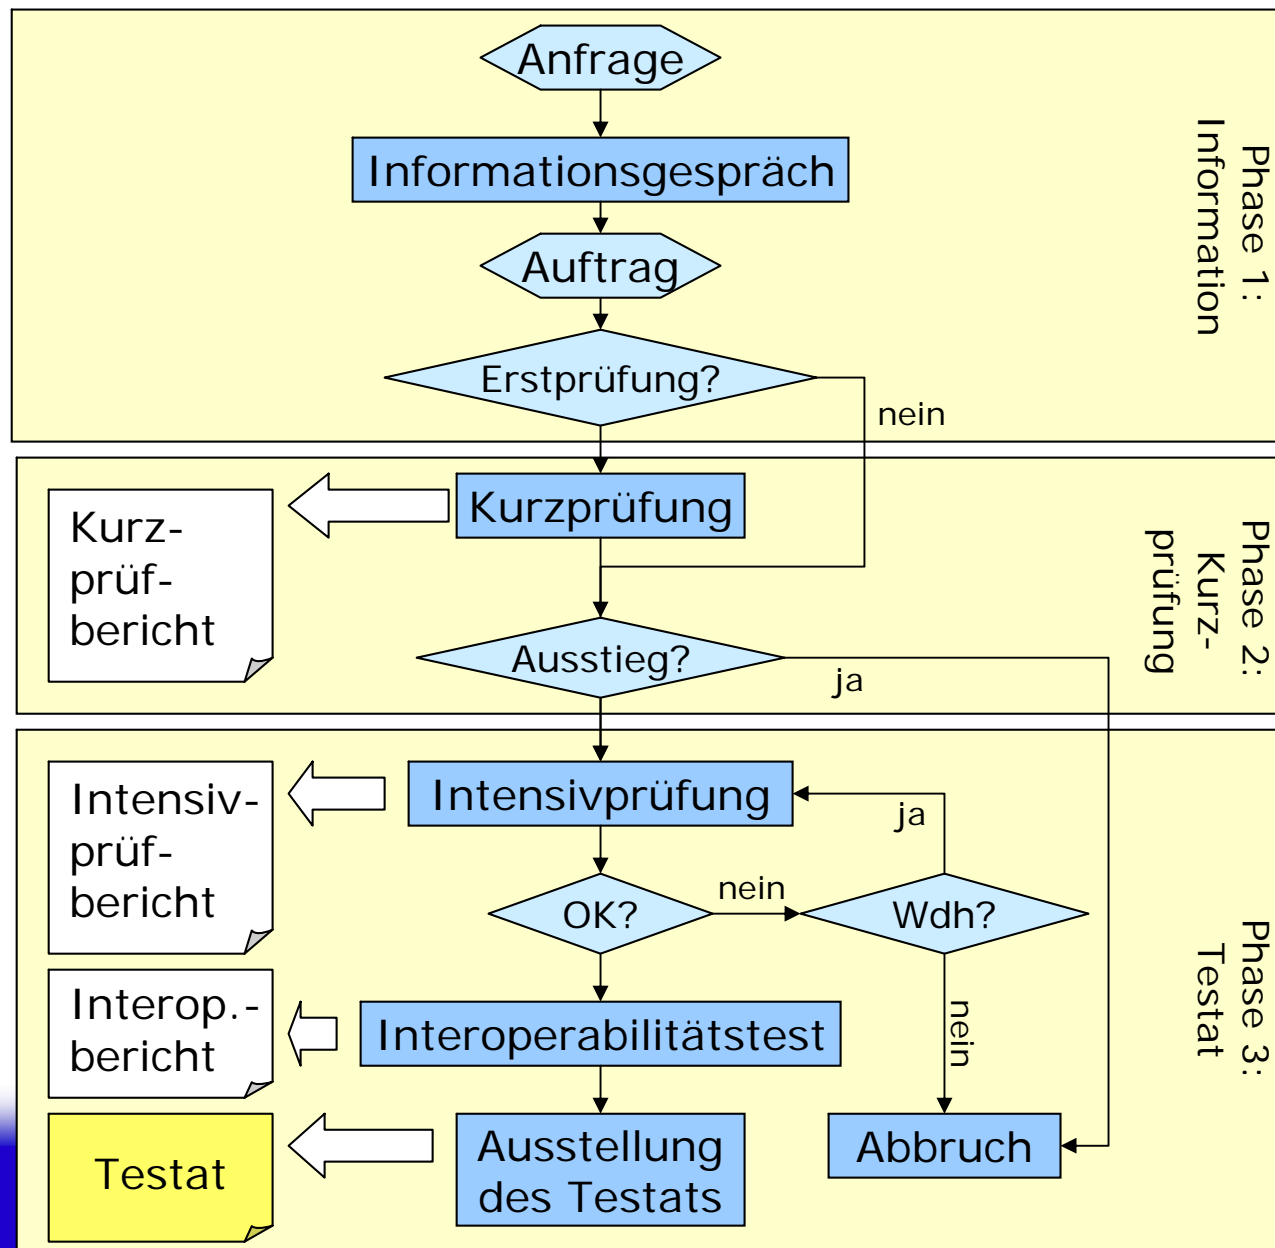 Anfrage
Informationsgespräch
Auftrag
Erstprüfung?
nein
Phase 1:
Information
Kurzprüfung
Kurz-
prüf-
bericht
Ausstieg?
ja
Phase 2:
Kurz-
prüfung
Intensivprüfung
Intensiv-
prüf-
bericht
ja
OK?
nein
Wdh?
nein
Interoperabilitätstest
Interop.-
bericht
Ausstellung
des Testats
Testat
Abbruch
Phase 3:
Testat